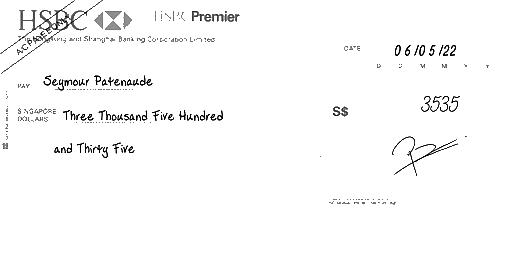 HSBC HSBC Premier
The Hongkong and Shanghai Banking Corporation Limited
A/C PAYEE ONLY
DATE 06/05/22
D D M M Y Y
PAY Seymour Patenaude
SINGAPORE DOLLARS Three Thousand Five Hundred
and Thirty Five
S$ 3535